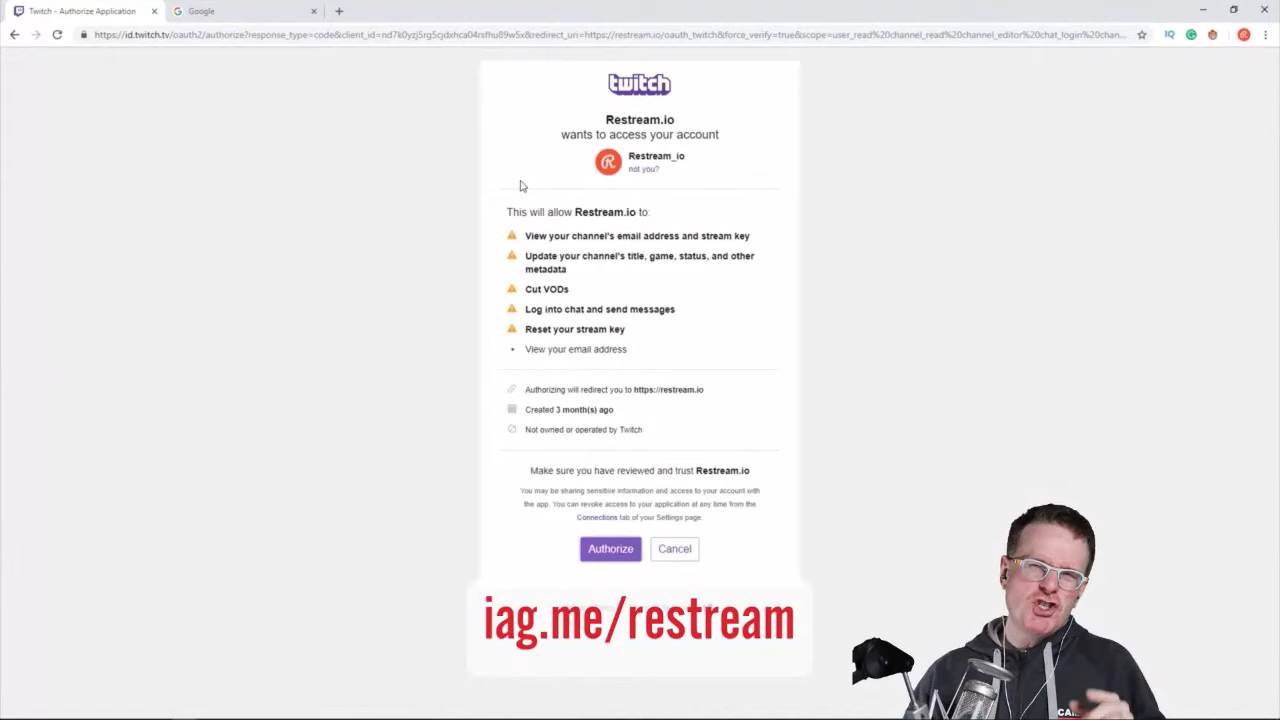 Twitch - Authorize Application
Google
https://id.twitch.tv/oauth2/authorize?response_type=code&client_id=nd7k0yzj5rg5cjdxhca04rsfhu89w5x&redirect_uri=https://restream.io/oauth_twitch&force_verify=true&scope=user_read%20channel_read%20channel_editor%20chat_login%20chan...
twitch
Restream.io
wants to access your account
Restream_io
not you?
This will allow Restream.io to:
View your channel's email address and stream key
Update your channel's title, game, status, and other
metadata
Cut VODs
Log into chat and send messages
Reset your stream key
• View your email address
Authorizing will redirect you to https://restream.io
Created 3 month(s) ago
Not owned or operated by Twitch
Make sure you have reviewed and trust Restream.io
You may be sharing sensitive information and access to your account with
the app. You can revoke access to your application at any time from the
Connections tab of your Settings page.
Authorize
Cancel
iag.me/restream